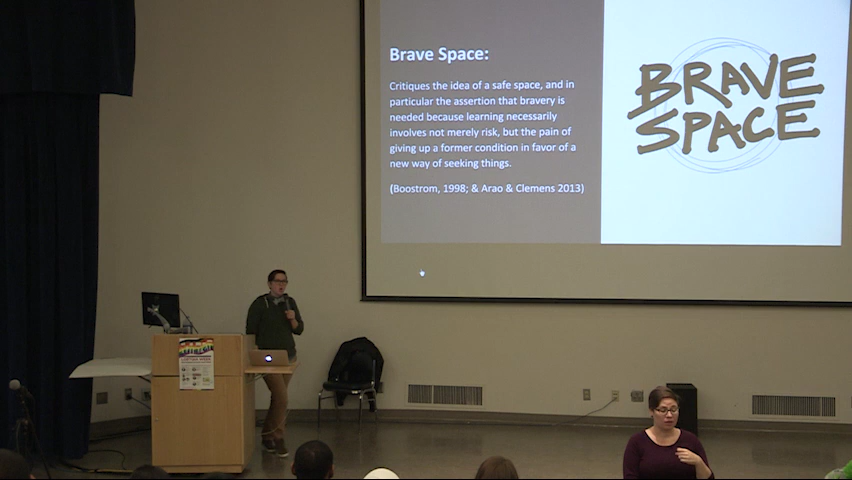 Brave Space:
Critiques the idea of a safe space, and in
particular the assertion that bravery is
needed because learning necessarily
involves not merely risk, but the pain of
giving up a former condition in favor of a
new way of seeking things.
(Boostrom, 1998; & Arao & Clemens 2013)
BRAVE
SPACE